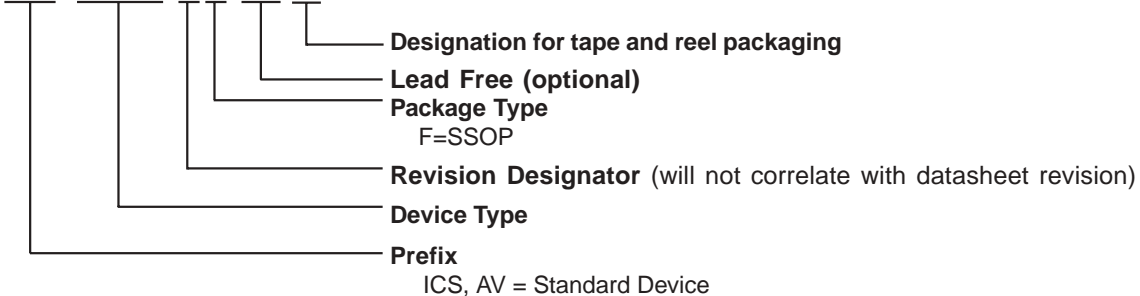 Designation for tape and reel packaging
Lead Free (optional)
Package Type
F=SSOP
Revision Designator (will not correlate with datasheet revision)
Device Type
Prefix
ICS, AV = Standard Device